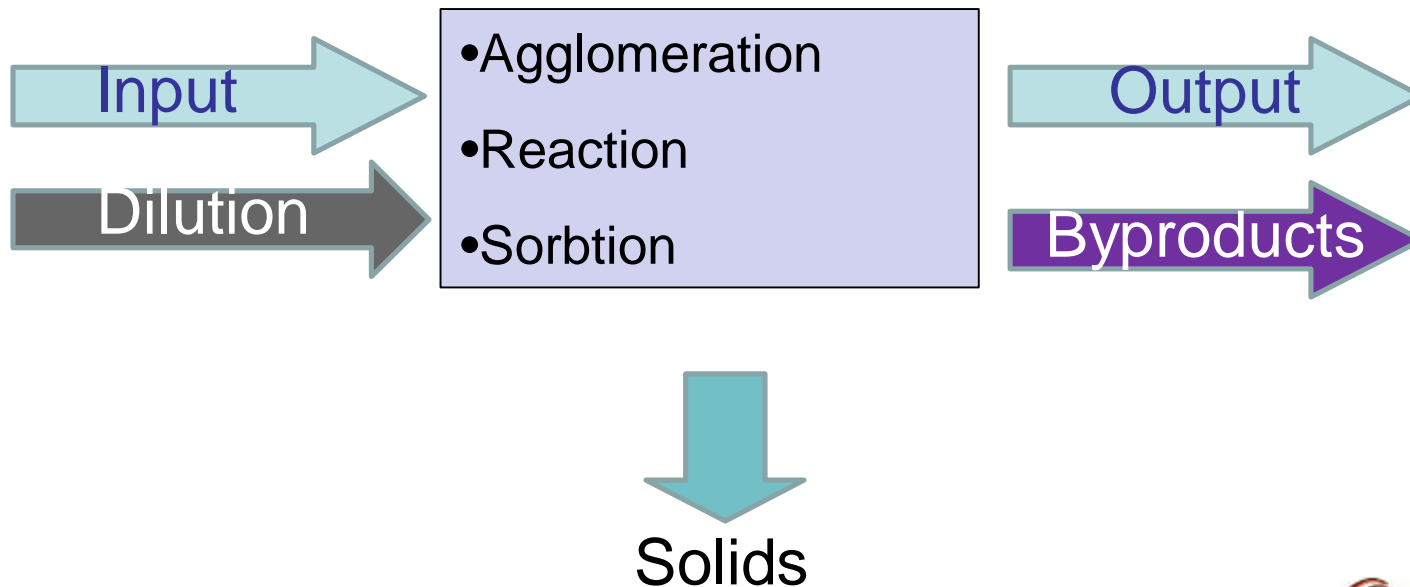 Input
Dilution
•Agglomeration
•Reaction
•Sorbtion
Output
Byproducts
Solids